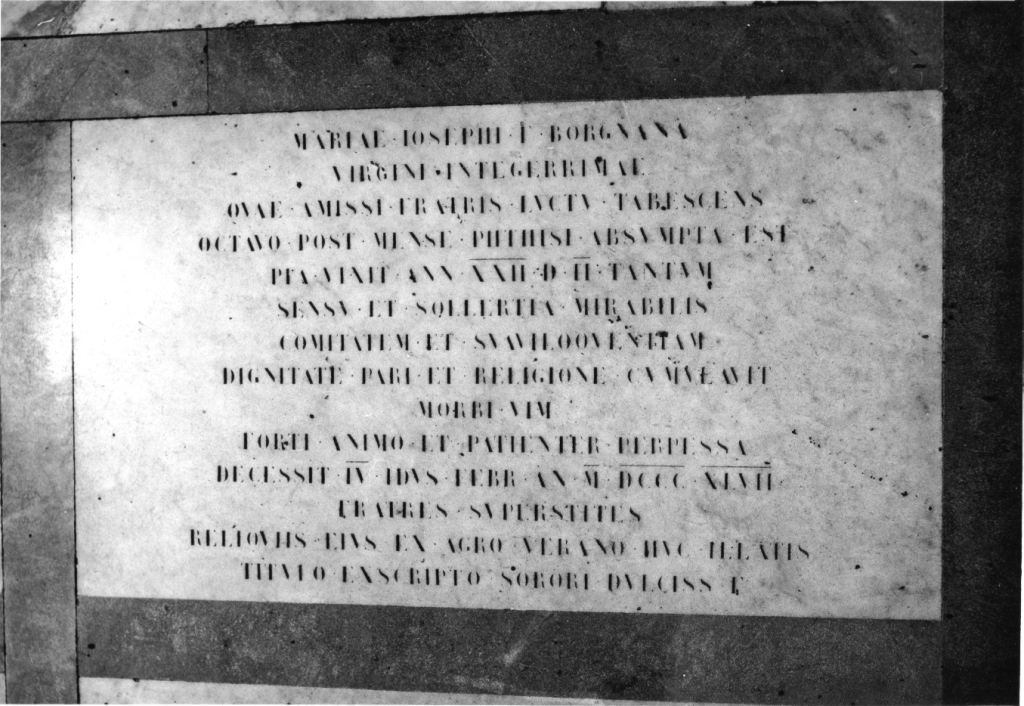 MARIAE · IOSEPHI · F · BORGNANA
VIRGINI · INTEGERRIMAE
QVAE · AMISSI · FRATRIS · LVCTV · TABESCENS
OCTAVO · POST · MENSE · PHTHISI · ABSVMPTA · EST
PIA · VIXIT · ANN · XXII · D · II · TANTVM
SENSV · ET · SOLLERTIA · MIRABILIS
COMITATEM · ET · SVAVILOQVENTIAM
DIGNITATE · PARI · ET · RELIGIONE · CVMVLAVIT
MORBI · VIM
FORTI · ANIMO · ET · PATIENTER · PERPESSA
DECESSIT · IV · IDVS · FEBR · AN · M · DCCC · XLVII
FRATRES · SVPERSTITES
RELIQVIIS · EIVS · EX · AGRO · VERANO · HVC · ILLATIS
TITVLO · EXSCRIPTO · SORORI · DVLCISS · F